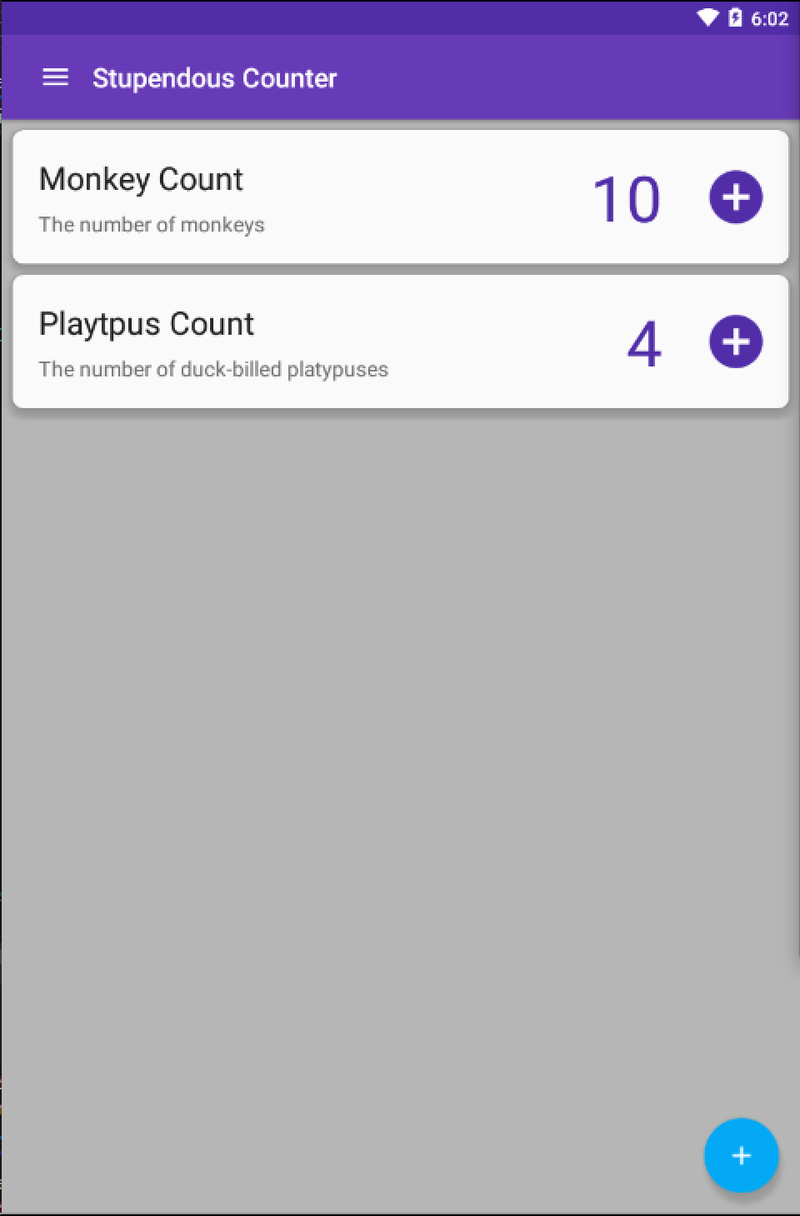 6:02
Stupendous Counter
Monkey Count
10
The number of monkeys
Playtpus Count
4
The number of duck-billed platypuses